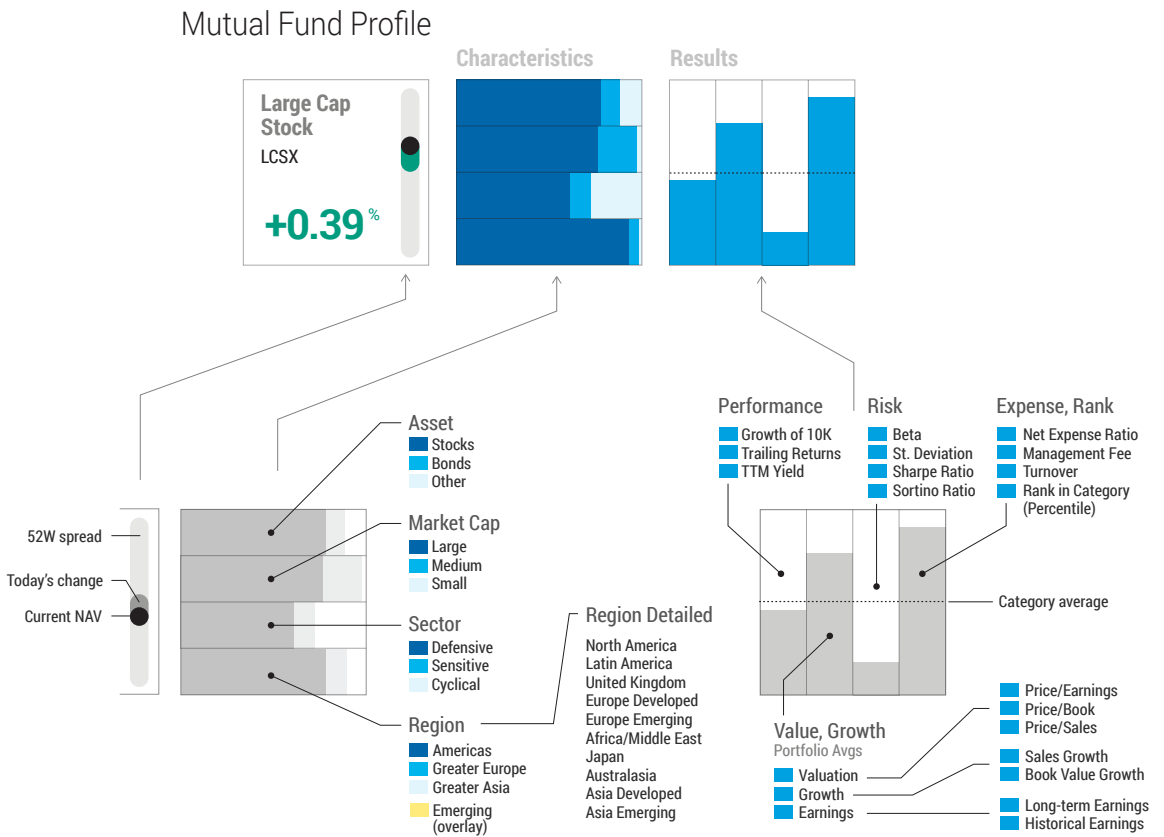 Mutual Fund Profile
Characteristics
Results
Large Cap
Stock
LCSX
+0.39 %
52W spread
Today's change
Current NAV
Asset
Stocks
Bonds
Other
Market Cap
Large
Medium
Small
Sector
Defensive
Sensitive
Cyclical
Region
Americas
Greater Europe
Greater Asia
Emerging
(overlay)
Region Detailed
North America
Latin America
United Kingdom
Europe Developed
Europe Emerging
Africa/Middle East
Japan
Australasia
Asia Developed
Asia Emerging
Performance
Growth of 10K
Trailing Returns
TTM Yield
Risk
Beta
St. Deviation
Sharpe Ratio
Sortino Ratio
Expense, Rank
Net Expense Ratio
Management Fee
Turnover
Rank in Category
(Percentile)
Category average
Value, Growth
Portfolio Avgs
Valuation
Growth
Earnings
Price/Earnings
Price/Book
Price/Sales
Sales Growth
Book Value Growth
Long-term Earnings
Historical Earnings